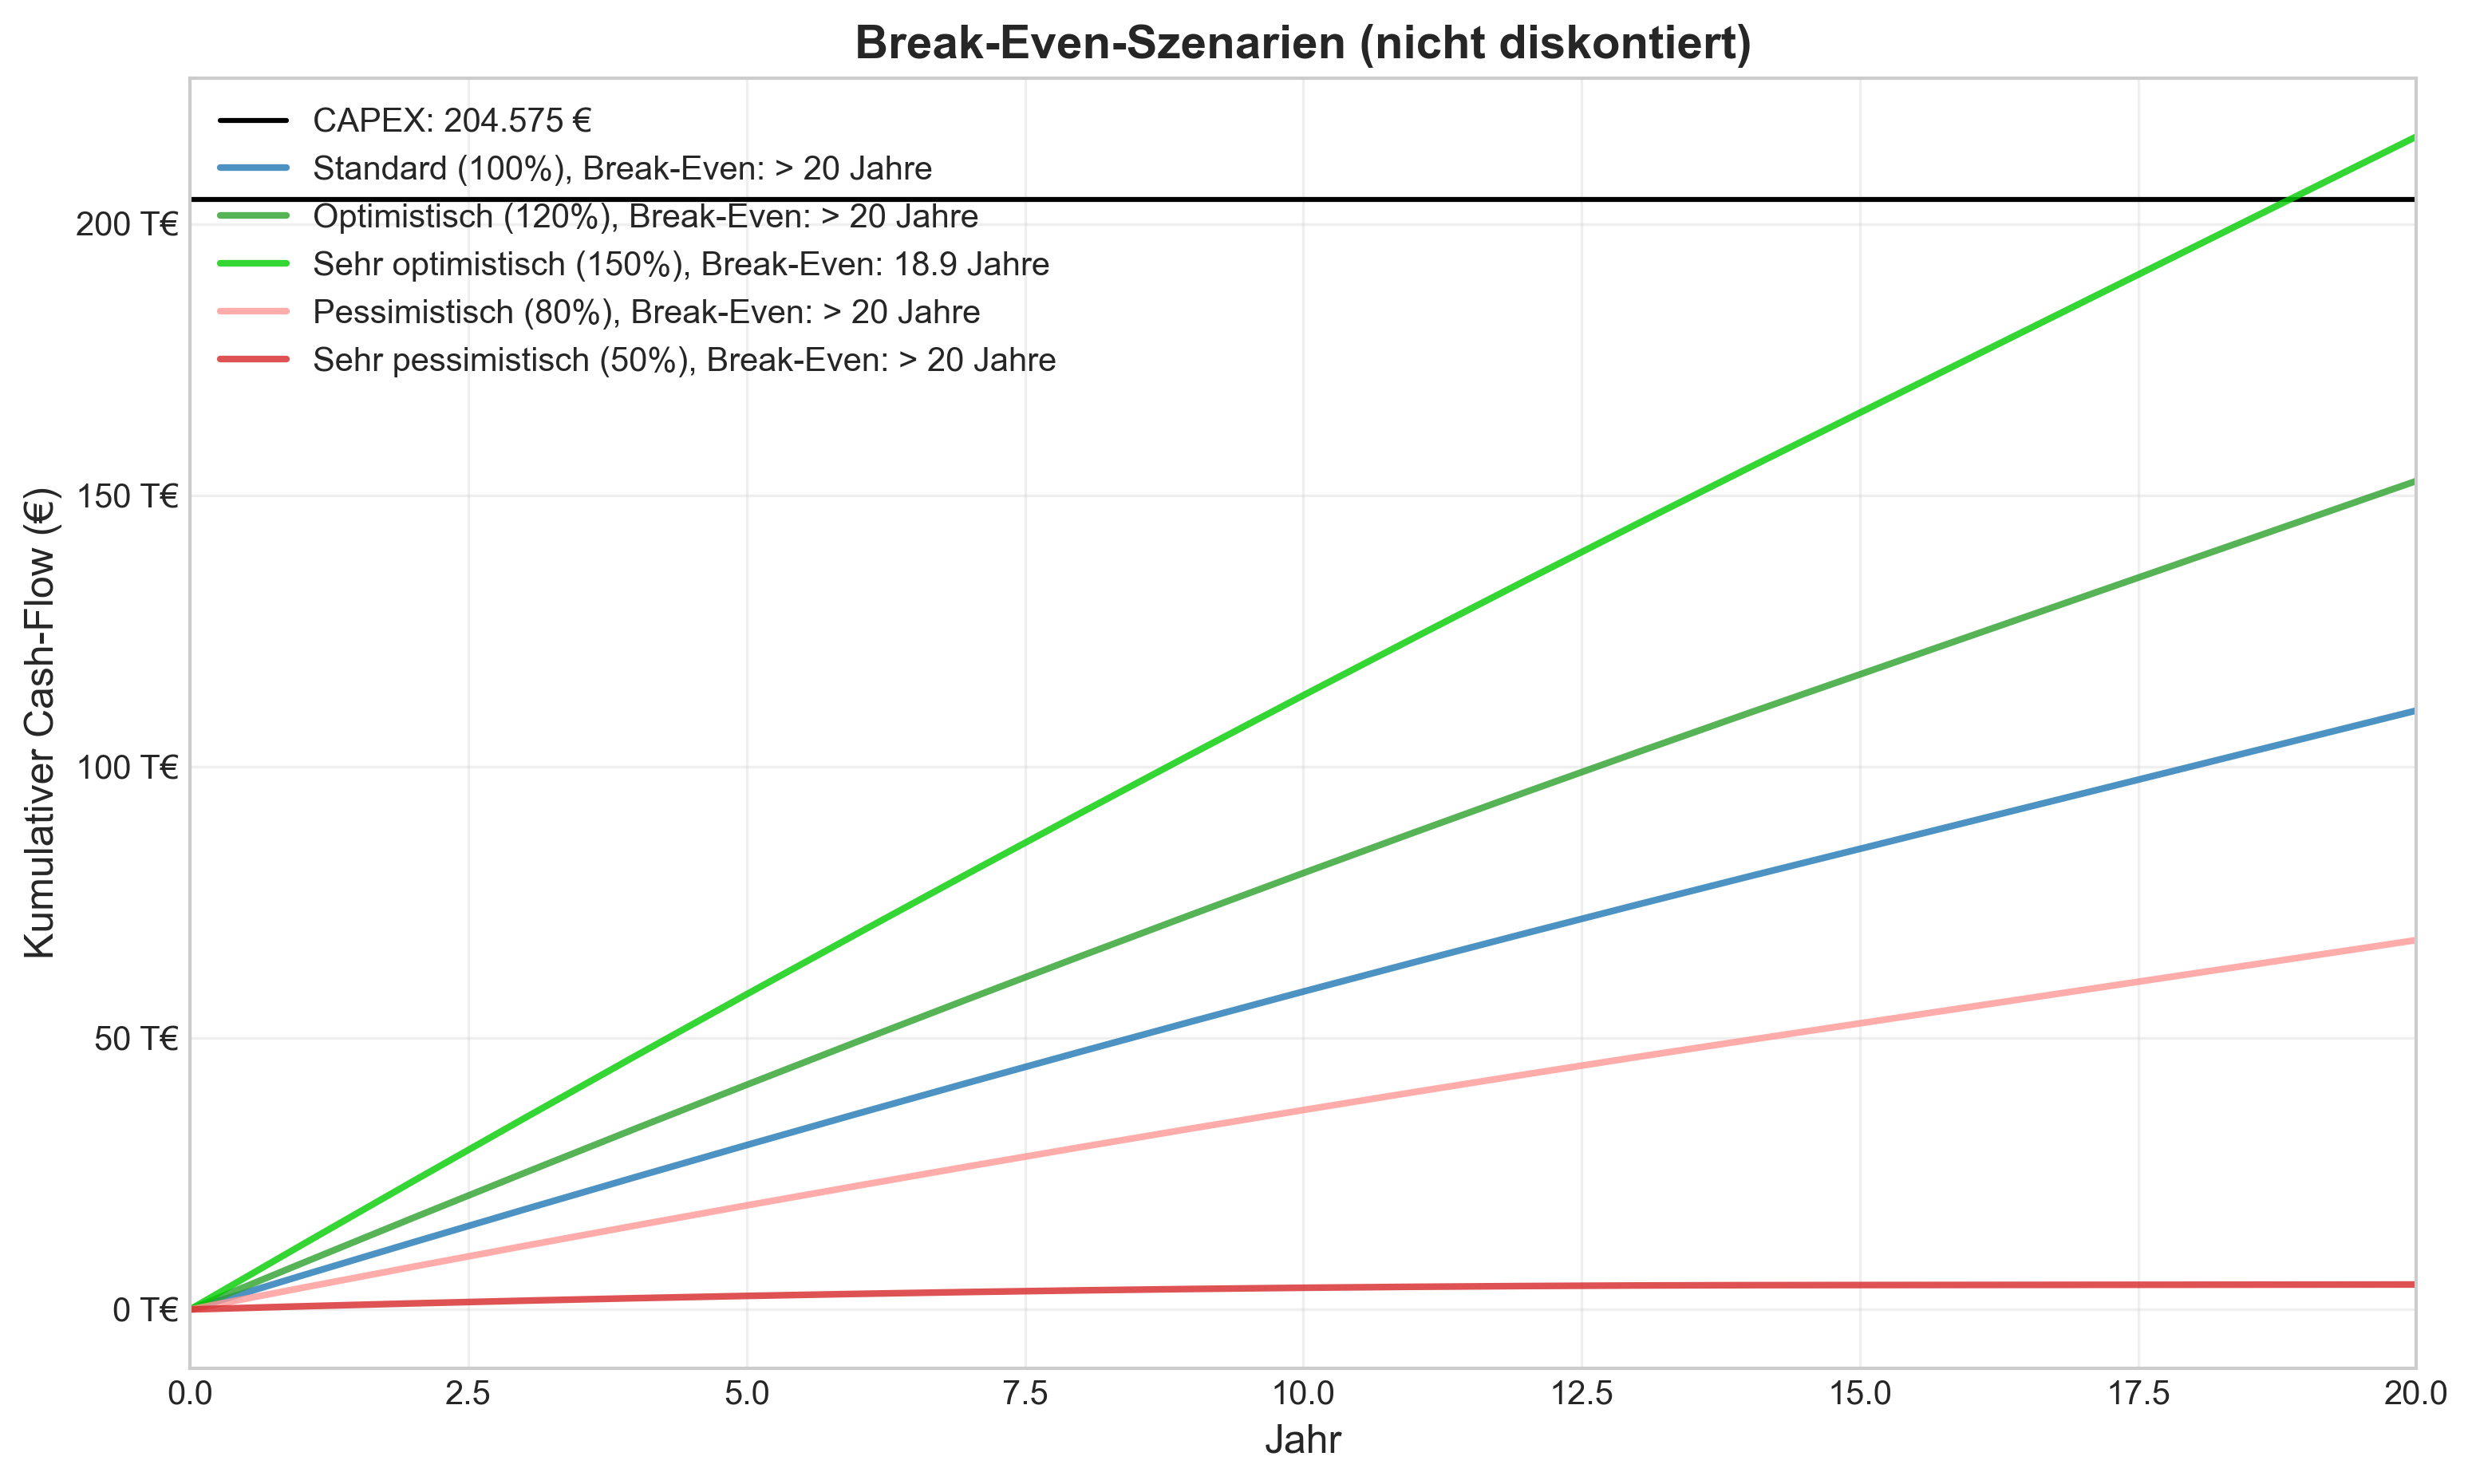 Break-Even-Szenarien (nicht diskontiert)
CAPEX: 204.575 €
Standard (100%), Break-Even: > 20 Jahre
Optimistisch (120%), Break-Even: > 20 Jahre
Sehr optimistisch (150%), Break-Even: 18.9 Jahre
Pessimistisch (80%), Break-Even: > 20 Jahre
Sehr pessimistisch (50%), Break-Even: > 20 Jahre
Kumulativer Cash-Flow (€)
200 T€
150 T€
100 T€
50 T€
0 T€
0.0 2.5 5.0 7.5 10.0 12.5 15.0 17.5 20.0
Jahr